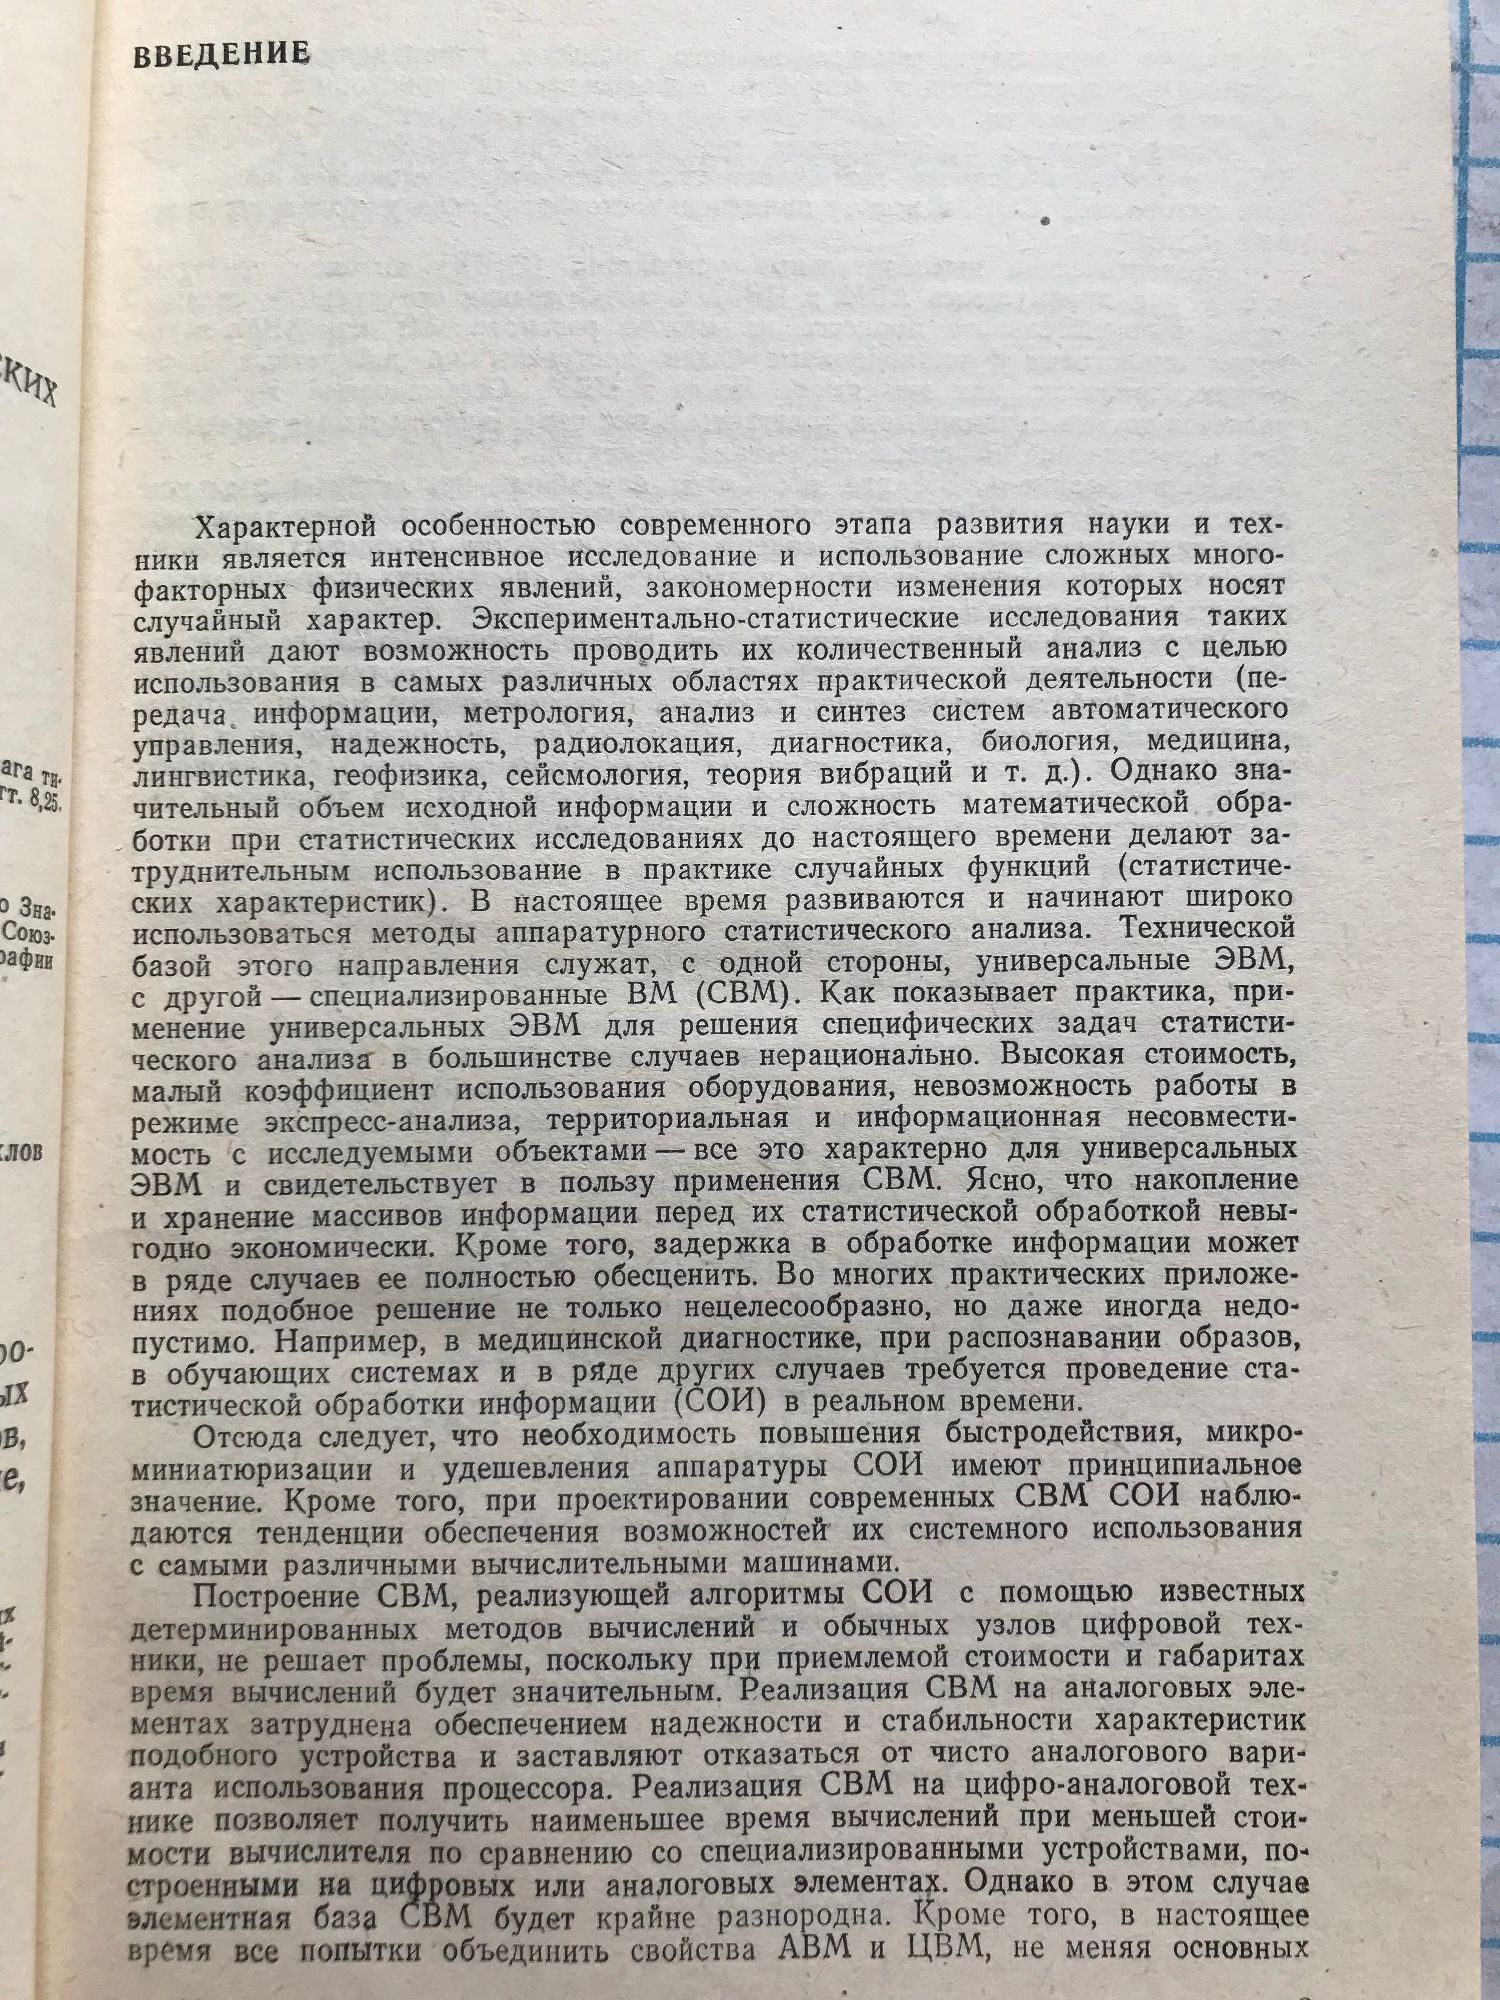 ВВЕДЕНИЕ
ских
ага ти-
тт. 8,25.
о Зна-
Союз-
рафии
клов
ро-
ых
ов,
ие,
Характерной особенностью современного этапа развития науки и тех-
ники является интенсивное исследование и использование сложных много-
факторных физических явлений, закономерности изменения которых носят
случайный характер. Экспериментально-статистические исследования таких
явлений дают возможность проводить их количественный анализ с целью
использования в самых различных областях практической деятельности (пе-
редача информации, метрология, анализ и синтез систем автоматического
управления, надежность, радиолокация, диагностика, биология, медицина,
лингвистика, геофизика, сейсмология, теория вибраций и т. д.). Однако зна-
чительный объем исходной информации и сложность математической обра-
ботки при статистических исследованиях до настоящего времени делают за-
труднительным использование в практике случайных функций (статистиче-
ских характеристик). В настоящее время развиваются и начинают широко
использоваться методы аппаратурного статистического анализа. Технической
базой этого направления служат, с одной стороны, универсальные ЭВМ,
с другой — специализированные ВМ (СВМ). Как показывает практика, при-
менение универсальных ЭВМ для решения специфических задач статисти-
ческого анализа в большинстве случаев нерационально. Высокая стоимость,
малый коэффициент использования оборудования, невозможность работы в
режиме экспресс-анализа, территориальная и информационная несовмести-
мость с исследуемыми объектами — все это характерно для универсальных
ЭВМ и свидетельствует в пользу применения СВМ. Ясно, что накопление
и хранение массивов информации перед их статистической обработкой невы-
годно экономически. Кроме того, задержка в обработке информации может
в ряде случаев ее полностью обесценить. Во многих практических приложе-
ниях подобное решение не только нецелесообразно, но даже иногда недо-
пустимо. Например, в медицинской диагностике, при распознавании образов,
в обучающих системах и в ряде других случаев требуется проведение ста-
тистической обработки информации (СОИ) в реальном времени.
Отсюда следует, что необходимость повышения быстродействия, микро-
миниатюризации и удешевления аппаратуры СОИ имеют принципиальное
значение. Кроме того, при проектировании современных СВМ СОИ наблю-
даются тенденции обеспечения возможностей их системного использования
с самыми различными вычислительными машинами.
Построение СВМ, реализующей алгоритмы СОИ с помощью известных
детерминированных методов вычислений и обычных узлов цифровой тех-
ники, не решает проблемы, поскольку при приемлемой стоимости и габаритах
время вычислений будет значительным. Реализация СВМ на аналоговых эле-
ментах затруднена обеспечением надежности и стабильности характеристик
подобного устройства и заставляют отказаться от чисто аналогового вари-
анта использования процессора. Реализация СВМ на цифро-аналоговой тех-
нике позволяет получить наименьшее время вычислений при меньшей стои-
мости вычислителя по сравнению со специализированными устройствами, по-
строенными на цифровых или аналоговых элементах. Однако в этом случае
элементная база СВМ будет крайне разнородна. Кроме того, в настоящее
время все попытки объединить свойства АВМ и ЦВМ, не меняя основных